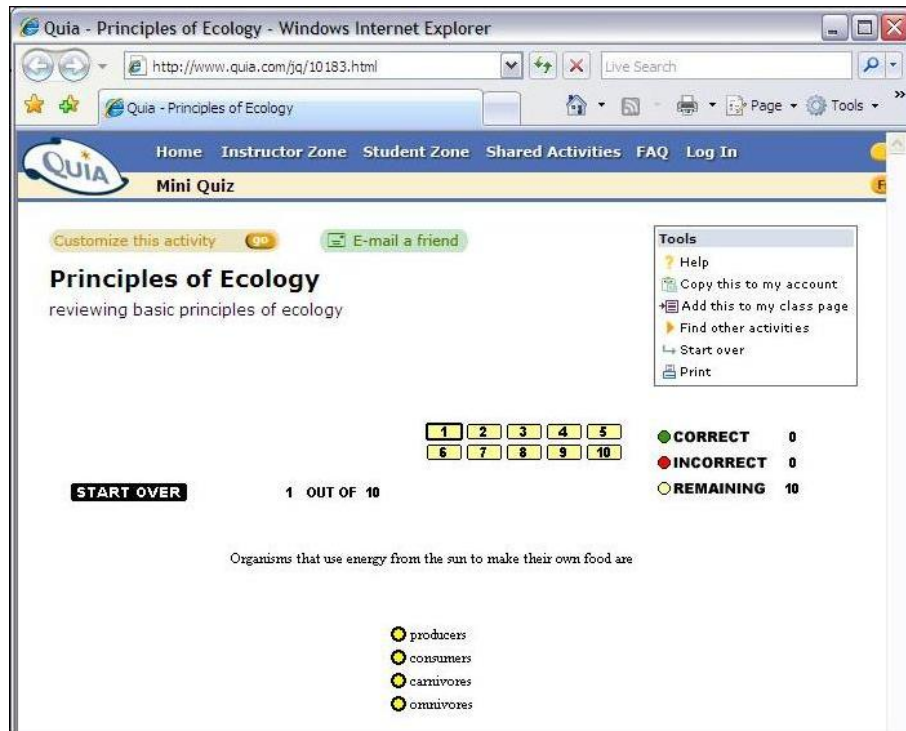 Quia - Principles of Ecology - Windows Internet Explorer
http://www.quia.com/jq/10183.html
Live Search
Quia - Principles of Ecology
Page
Tools
»
QUIA
Home Instructor Zone Student Zone Shared Activities FAQ Log In
Mini Quiz
Customize this activity go
E-mail a friend
Principles of Ecology
reviewing basic principles of ecology
Tools
? Help
Copy this to my account
Add this to my class page
Find other activities
Start over
Print
1 2 3 4 5
6 7 8 9 10
CORRECT 0
INCORRECT 0
REMAINING 10
START OVER
1 OUT OF 10
Organisms that use energy from the sun to make their own food are
producers
consumers
carnivores
omnivores